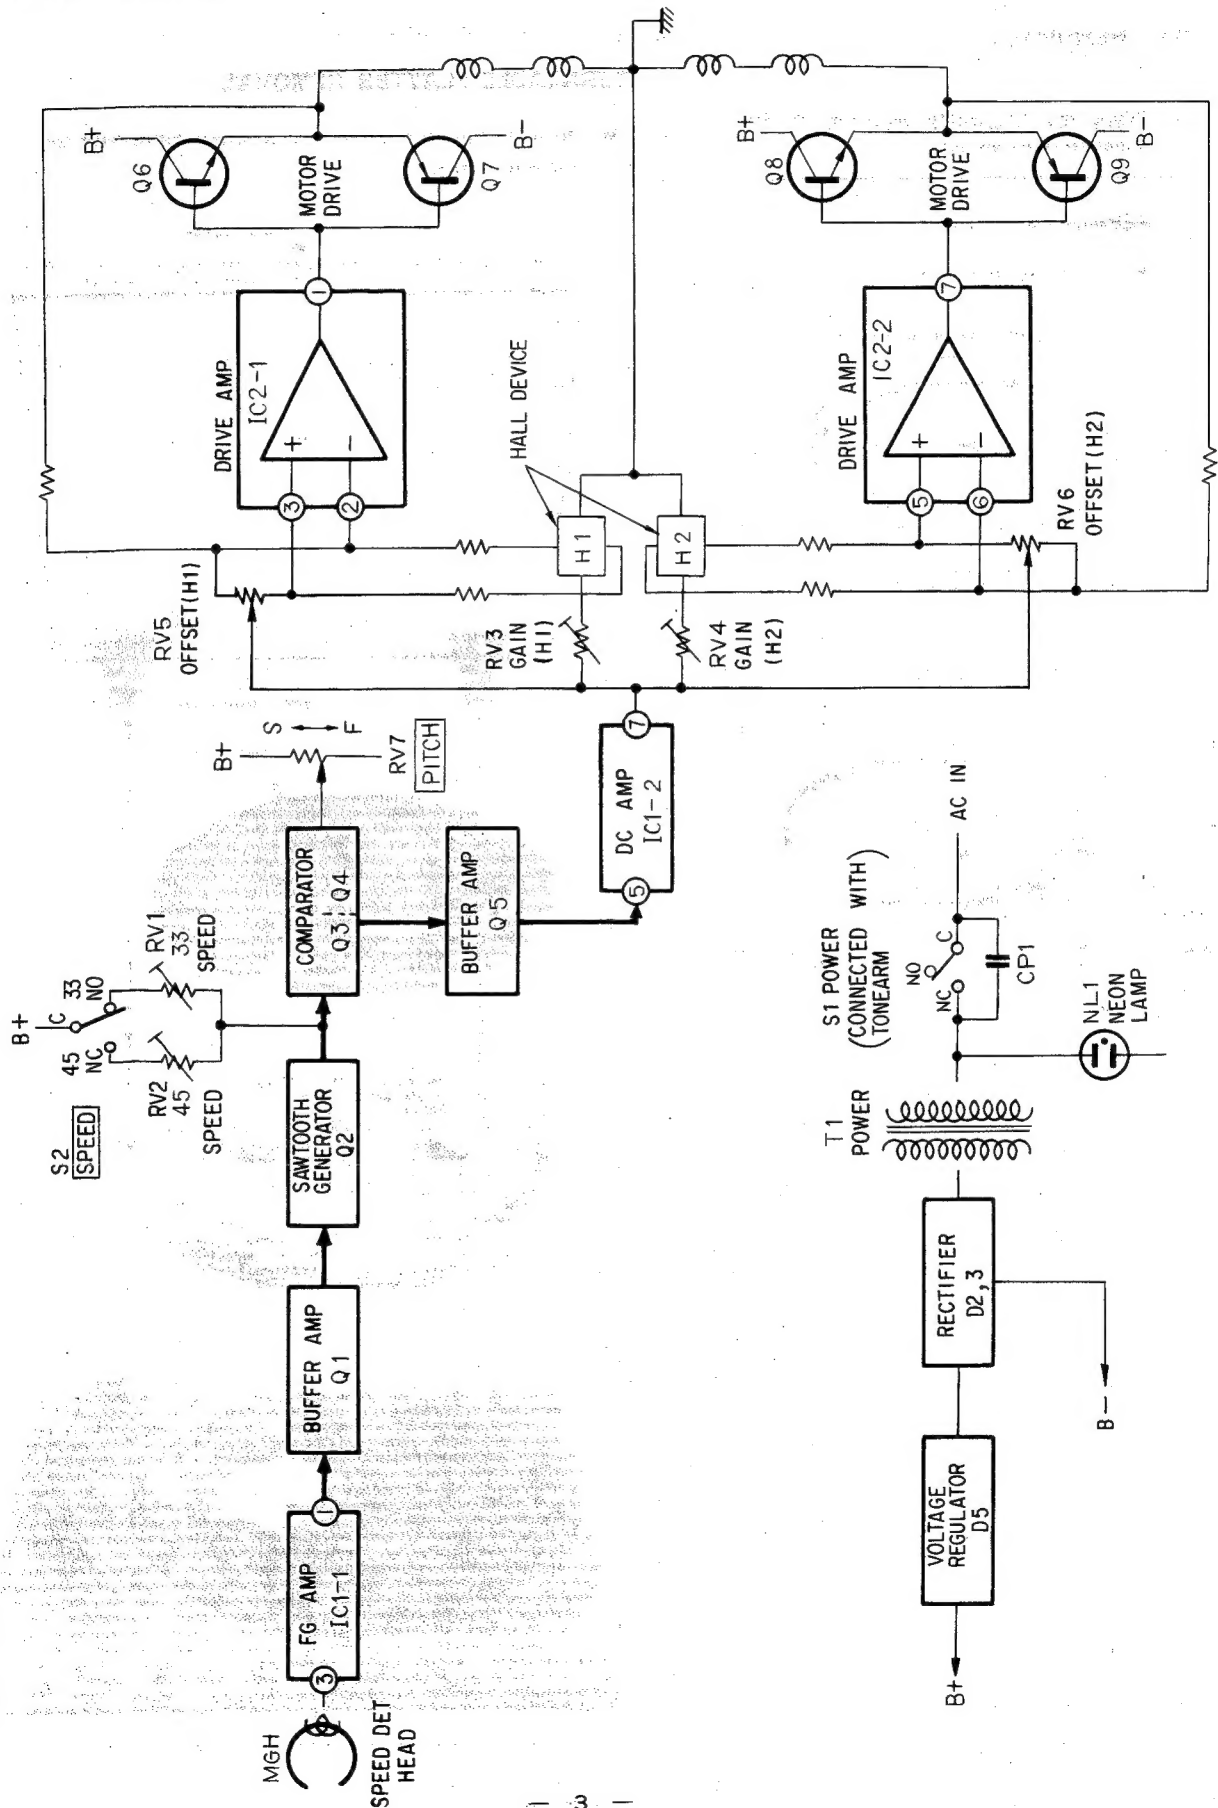 MGH
SPEED DET
HEAD
3
FG AMP
IC1-1
1
BUFFER AMP
Q1
SAWTOOTH
GENERATOR
Q2
S2
SPEED
B+
C
45
NC
33
NO
RV2
45
SPEED
RV1
33
SPEED
COMPARATOR
Q3, Q4
BUFFER AMP
Q5
B+
S
F
RV7
PITCH
5
DC AMP
IC1-2
7
RV5
OFFSET(H1)
RV3
GAIN
(H1)
RV4
GAIN
(H2)
H1
H2
HALL DEVICE
3
2
DRIVE AMP
IC2-1
+
−
1
MOTOR
DRIVE
Q6
B+
Q7
B−
RV6
OFFSET(H2)
5
6
DRIVE AMP
IC2-2
+
−
7
MOTOR
DRIVE
Q8
B+
Q9
B−
B+
VOLTAGE
REGULATOR
D5
RECTIFIER
D2,3
B−
T1
POWER
S1 POWER
(CONNECTED WITH
TONEARM)
NO
NC
C
CP1
AC IN
NL1
NEON
LAMP
— 3 —